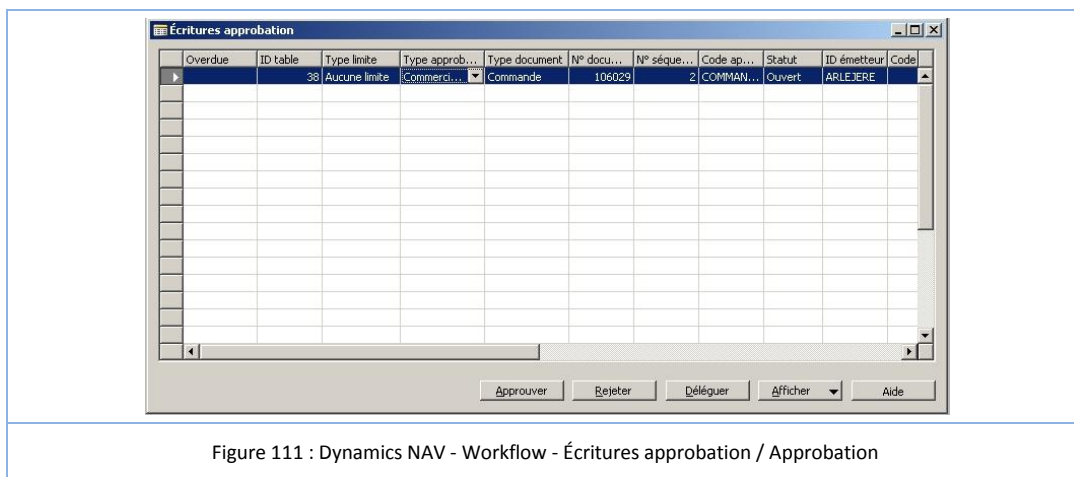 Écritures approbation
Overdue ID table Type limite Type approb... Type document N° docu... N° séque... Code ap... Statut ID émetteur Code
38 Aucune limite Commerci... Commande 106029 2 COMMAN... Ouvert ARLEJERE
Approuver Rejeter Déléguer Afficher Aide
Figure 111 : Dynamics NAV - Workflow - Écritures approbation / Approbation